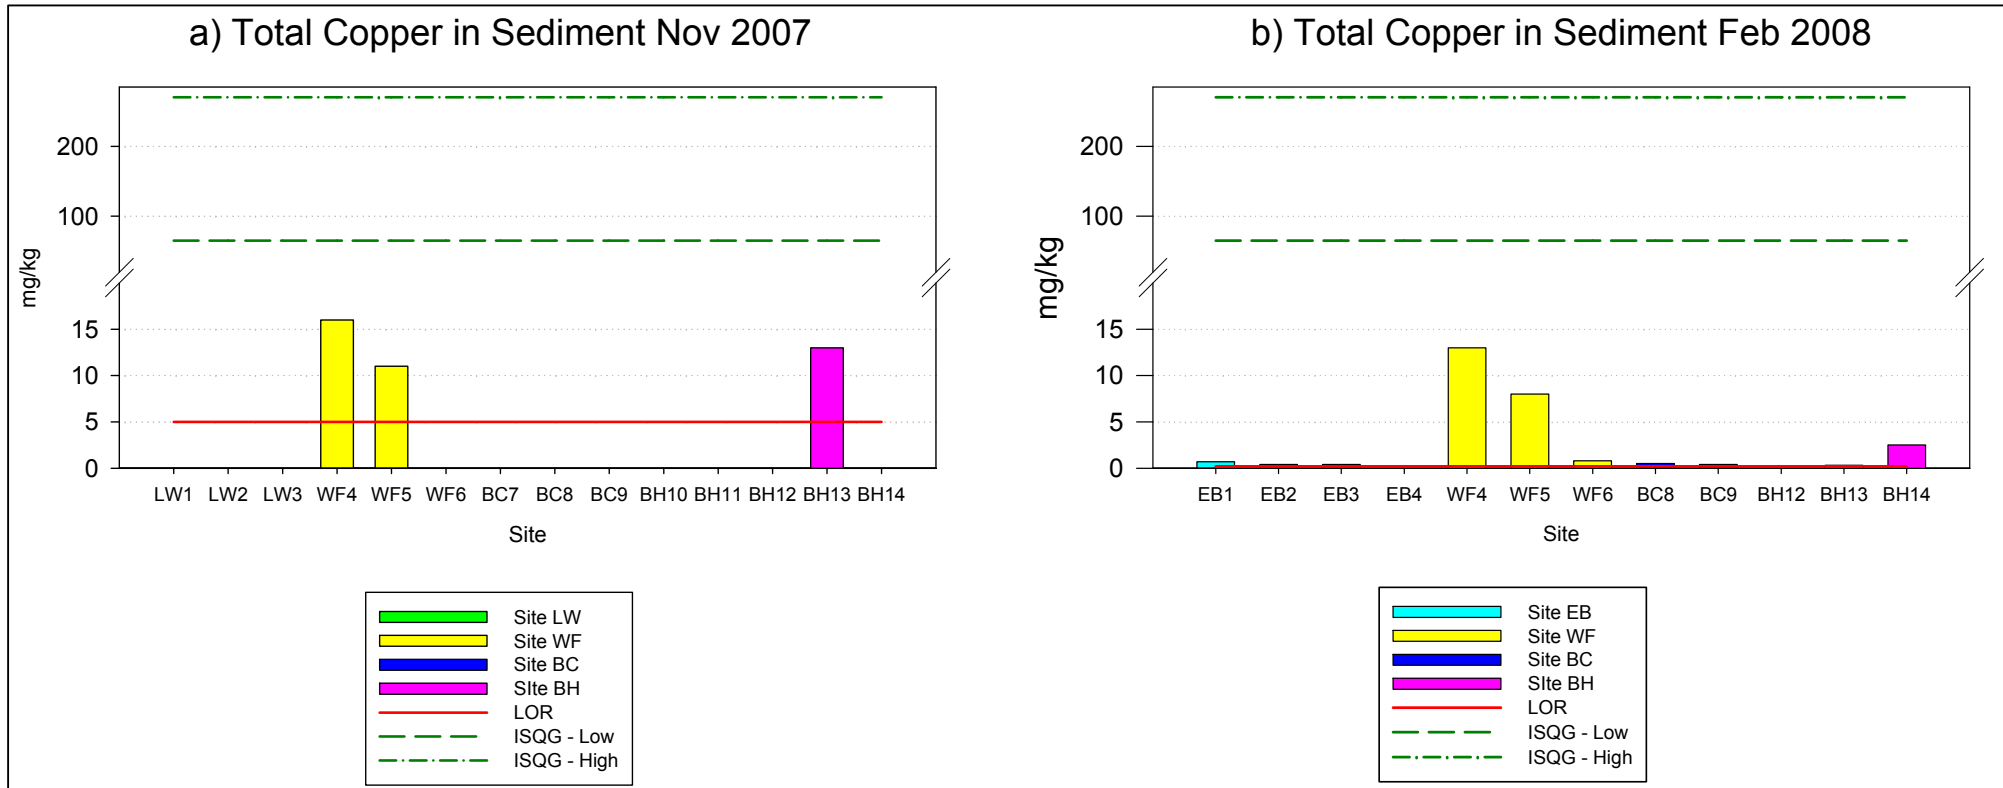 a) Total Copper in Sediment Nov 2007
200
100
mg/kg
15
10
5
0
LW1 LW2 LW3 WF4 WF5 WF6 BC7 BC8 BC9 BH10 BH11 BH12 BH13 BH14
Site
Site LW
Site WF
Site BC
SIte BH
LOR
ISQG - Low
ISQG - High
b) Total Copper in Sediment Feb 2008
200
100
mg/kg
15
10
5
0
EB1 EB2 EB3 EB4 WF4 WF5 WF6 BC8 BC9 BH12 BH13 BH14
Site
Site EB
Site WF
Site BC
SIte BH
LOR
ISQG - Low
ISQG - High